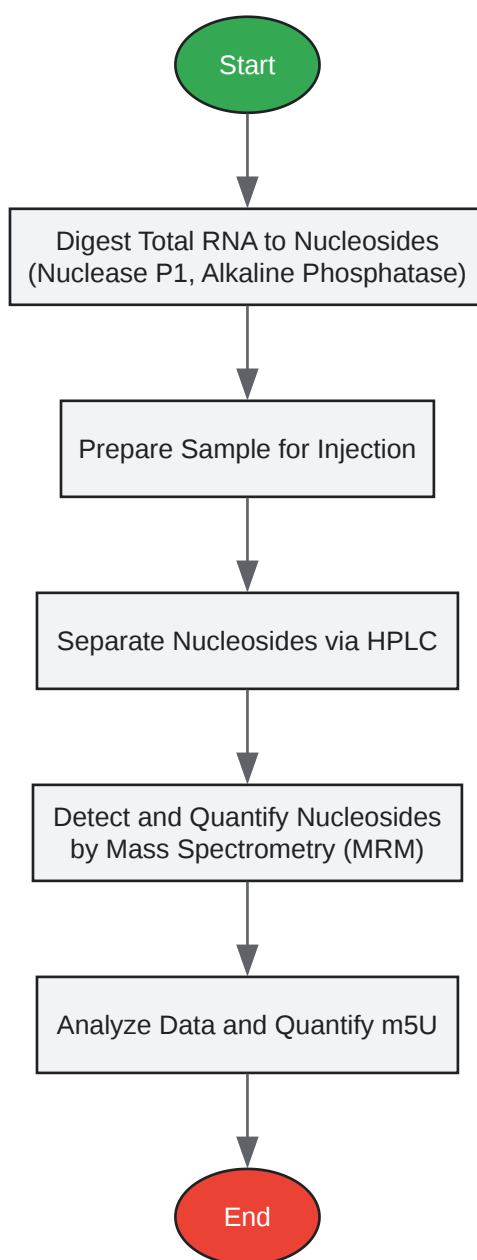 Start
Digest Total RNA to Nucleosides
(Nuclease P1, Alkaline Phosphatase)
Prepare Sample for Injection
Separate Nucleosides via HPLC
Detect and Quantify Nucleosides
by Mass Spectrometry (MRM)
Analyze Data and Quantify m5U
End